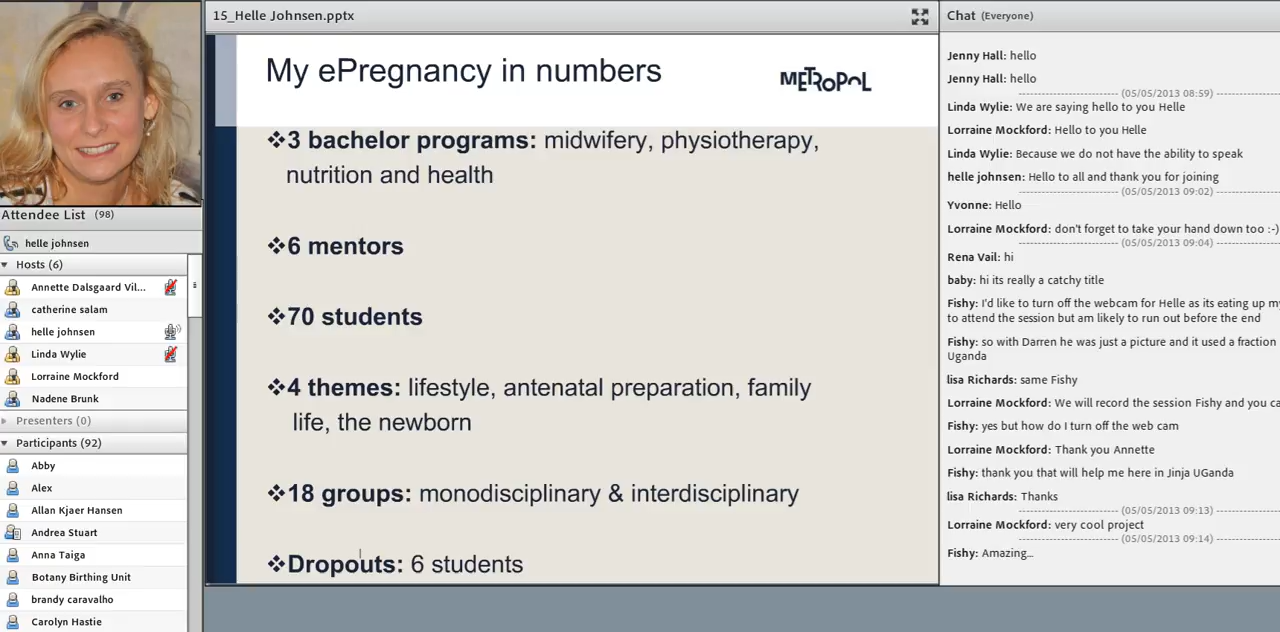 15_Helle Johnsen.pptx
My ePregnancy in numbers
METROPOL
❖3 bachelor programs: midwifery, physiotherapy,
nutrition and health
❖6 mentors
❖70 students
❖4 themes: lifestyle, antenatal preparation, family
life, the newborn
❖18 groups: monodisciplinary & interdisciplinary
❖Dropouts: 6 students
Attendee List (98)
helle johnsen
Hosts (6)
Annette Dalsgaard Vil...
catherine salam
helle johnsen
Linda Wylie
Lorraine Mockford
Nadene Brunk
Presenters (0)
Participants (92)
Abby
Alex
Allan Kjaer Hansen
Andrea Stuart
Anna Taiga
Botany Birthing Unit
brandy caravalho
Carolyn Hastie
Chat (Everyone)
Jenny Hall: hello
Jenny Hall: hello
(05/05/2013 08:59)
Linda Wylie: We are saying hello to you Helle
Lorraine Mockford: Hello to you Helle
Linda Wylie: Because we do not have the ability to speak
helle johnsen: Hello to all and thank you for joining
(05/05/2013 09:02)
Yvonne: Hello
Lorraine Mockford: don't forget to take your hand down too :-)
(05/05/2013 09:04)
Rena Vail: hi
baby: hi its really a catchy title
Fishy: I'd like to turn off the webcam for Helle as its eating up my
to attend the session but am likely to run out before the end
Fishy: so with Darren he was just a picture and it used a fraction
Uganda
lisa Richards: same Fishy
Lorraine Mockford: We will record the session Fishy and you ca
Fishy: yes but how do I turn off the web cam
Lorraine Mockford: Thank you Annette
Fishy: thank you that will help me here in Jinja UGanda
lisa Richards: Thanks
(05/05/2013 09:13)
Lorraine Mockford: very cool project
(05/05/2013 09:14)
Fishy: Amazing...